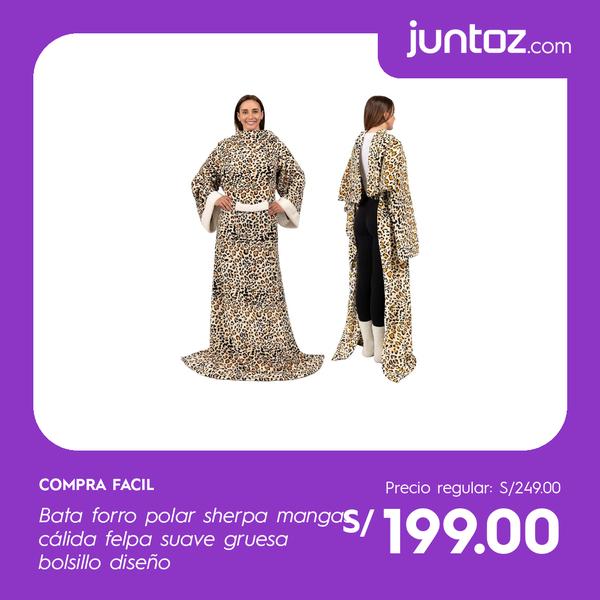 juntoz.com
COMPRA FACIL
Bata forro polar sherpa mangas
cálida felpa suave gruesa
bolsillo diseño
Precio regular: S/249.00
S/199.00